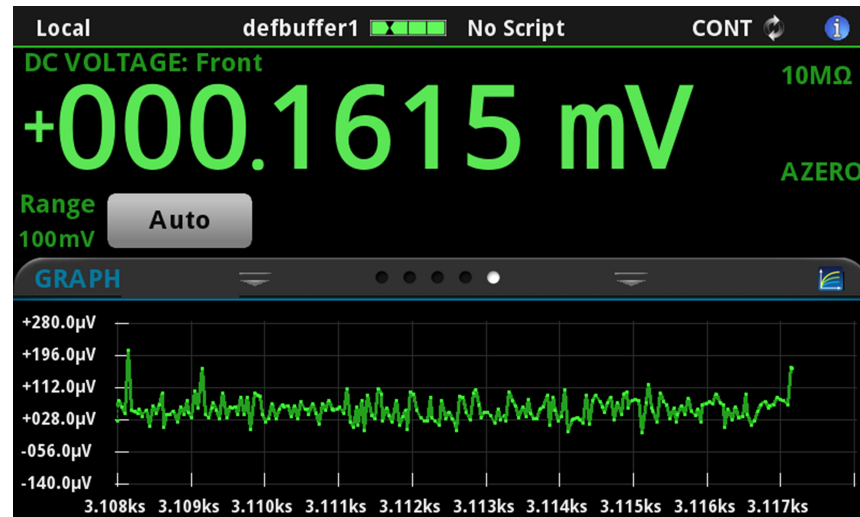 Local defbuffer1 No Script CONT i
DC VOLTAGE: Front
10MΩ
+000.1615 mV
AZERO
Range
100mV
Auto
GRAPH
+280.0µV
+196.0µV
+112.0µV
+028.0µV
-056.0µV
-140.0µV
3.108ks 3.109ks 3.110ks 3.111ks 3.112ks 3.113ks 3.114ks 3.115ks 3.116ks 3.117ks